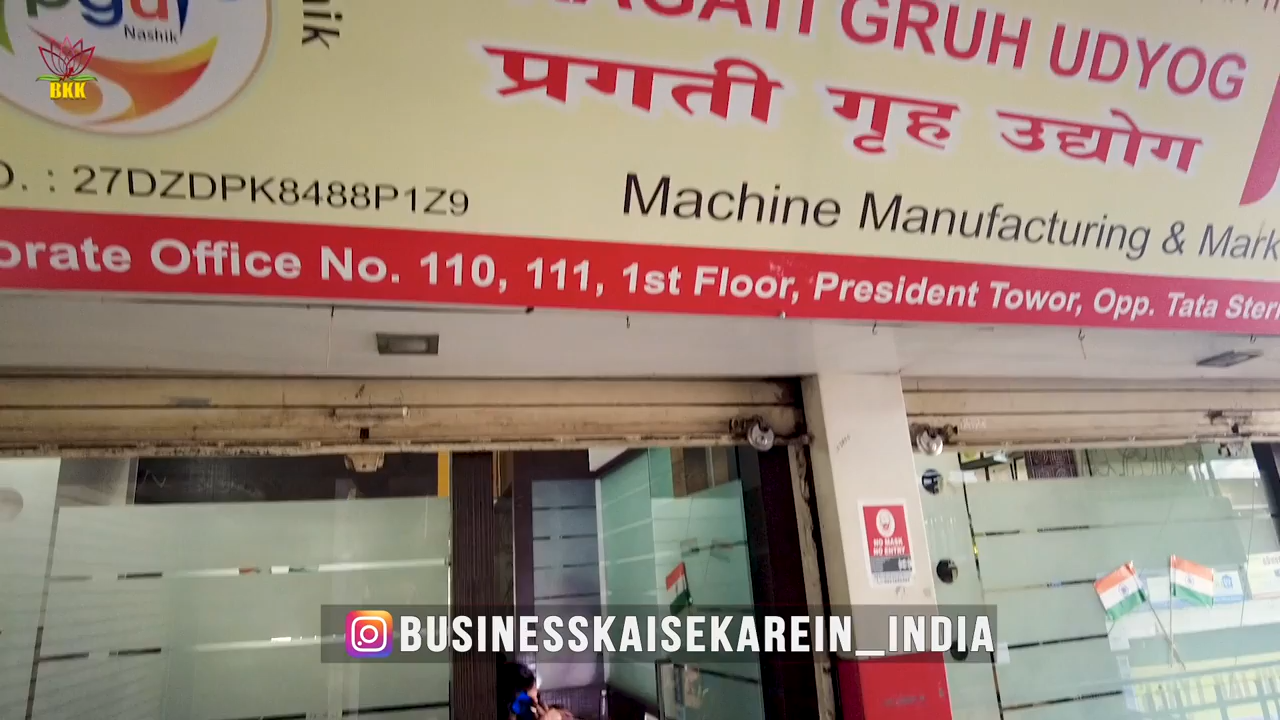 pgu
Nashik
BKK
GRUH UDYOG
प्रगती गृह उद्योग
: 27DZDPK8488P1Z9
Machine Manufacturing &
Office No. 110, 111, 1st Floor, President Towor, Opp. Tata
NO MASK
NO ENTRY
BUSINESSKAISEKAREIN_INDIA